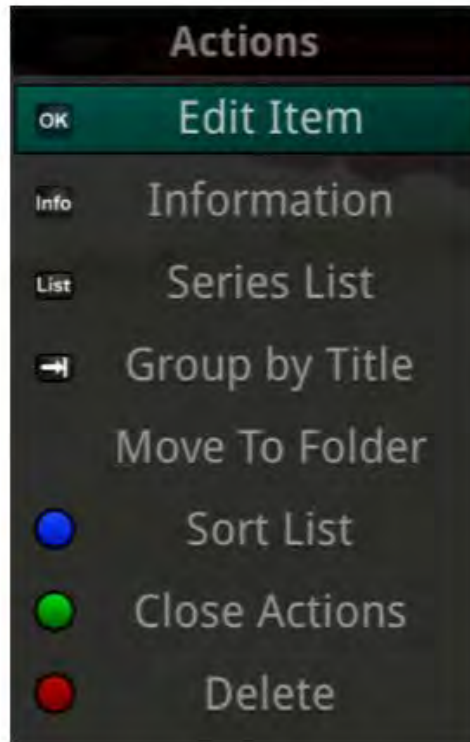 Actions
OK Edit Item
Info Information
List Series List
Group by Title
Move To Folder
Sort List
Close Actions
Delete